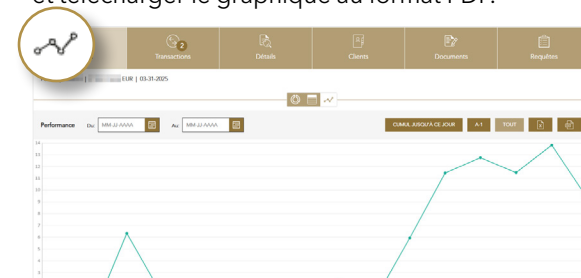 et télécharger le graphique au format PDF.
2
Transactions
Détails
Clients
Documents
Requêtes
EUR | 03-31-2025
Performance Du: MM-JJ-AAAA Au: MM-JJ-AAAA CUMUL JUSQU'À CE JOUR A-1 TOUT
14
13
12
11
10
9
8
7
6
5
4
3